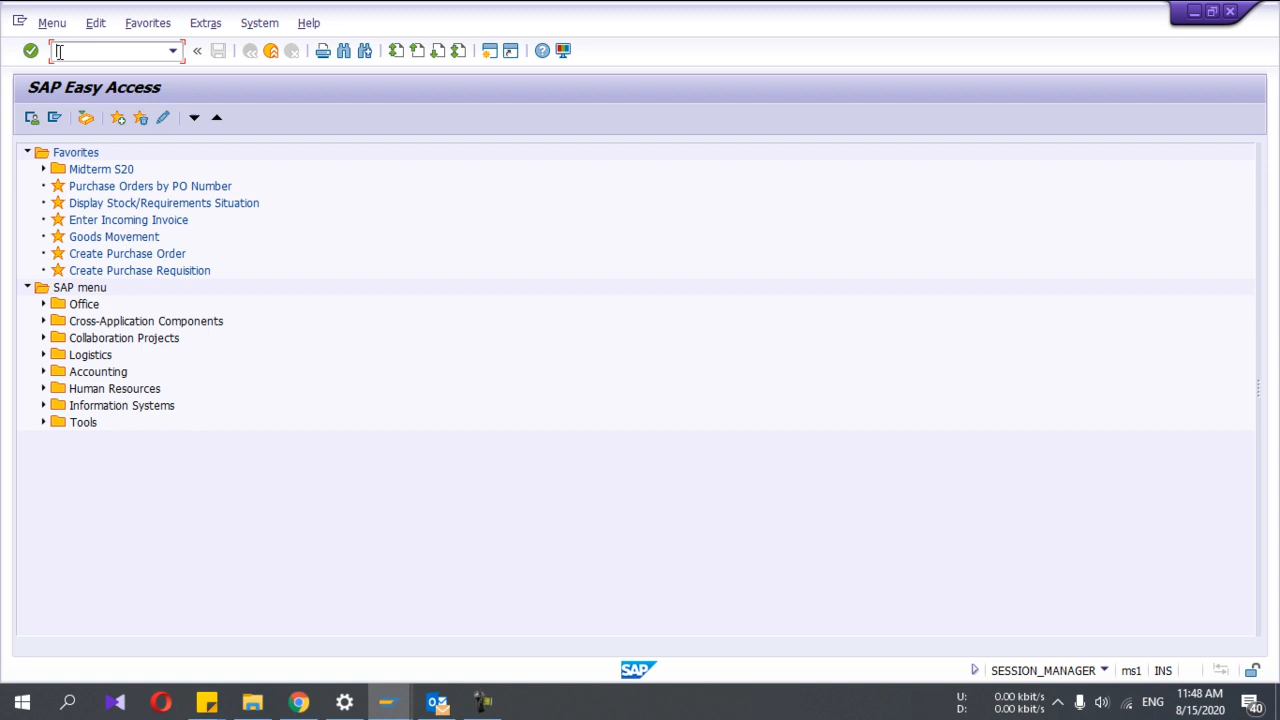 Menu Edit Favorites Extras System Help
SAP Easy Access
Favorites
Midterm S20
Purchase Orders by PO Number
Display Stock/Requirements Situation
Enter Incoming Invoice
Goods Movement
Create Purchase Order
Create Purchase Requisition
SAP menu
Office
Cross-Application Components
Collaboration Projects
Logistics
Accounting
Human Resources
Information Systems
Tools
SAP SESSION_MANAGER ms1 INS
U: 0.00 kbit/s
D: 0.00 kbit/s
ENG
11:48 AM
8/15/2020
40